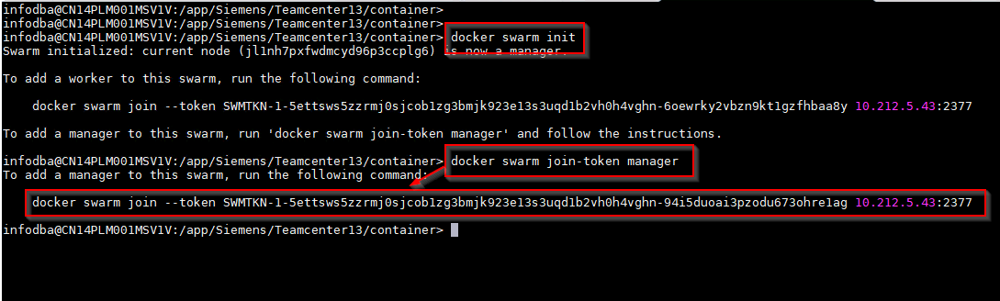 infodba@CN14PLM001MSV1V:/app/Siemens/Teamcenter13/container>
infodba@CN14PLM001MSV1V:/app/Siemens/Teamcenter13/container>
infodba@CN14PLM001MSV1V:/app/Siemens/Teamcenter13/container> docker swarm init
Swarm initialized: current node (jl1nh7pxfwdmcyd96p3ccplg6) is now a manager.
To add a worker to this swarm, run the following command:
docker swarm join --token SWMTKN-1-5ettsws5zzrmj0sjcob1zg3bmjk923e13s3uqd1b2vh0h4vghn-6oewrky2vbzn9kt1gzfhbaa8y 10.212.5.43:2377
To add a manager to this swarm, run 'docker swarm join-token manager' and follow the instructions.
infodba@CN14PLM001MSV1V:/app/Siemens/Teamcenter13/container> docker swarm join-token manager
To add a manager to this swarm, run the following command:
docker swarm join --token SWMTKN-1-5ettsws5zzrmj0sjcob1zg3bmjk923e13s3uqd1b2vh0h4vghn-94i5duoai3pzodu673ohre1ag 10.212.5.43:2377
infodba@CN14PLM001MSV1V:/app/Siemens/Teamcenter13/container>